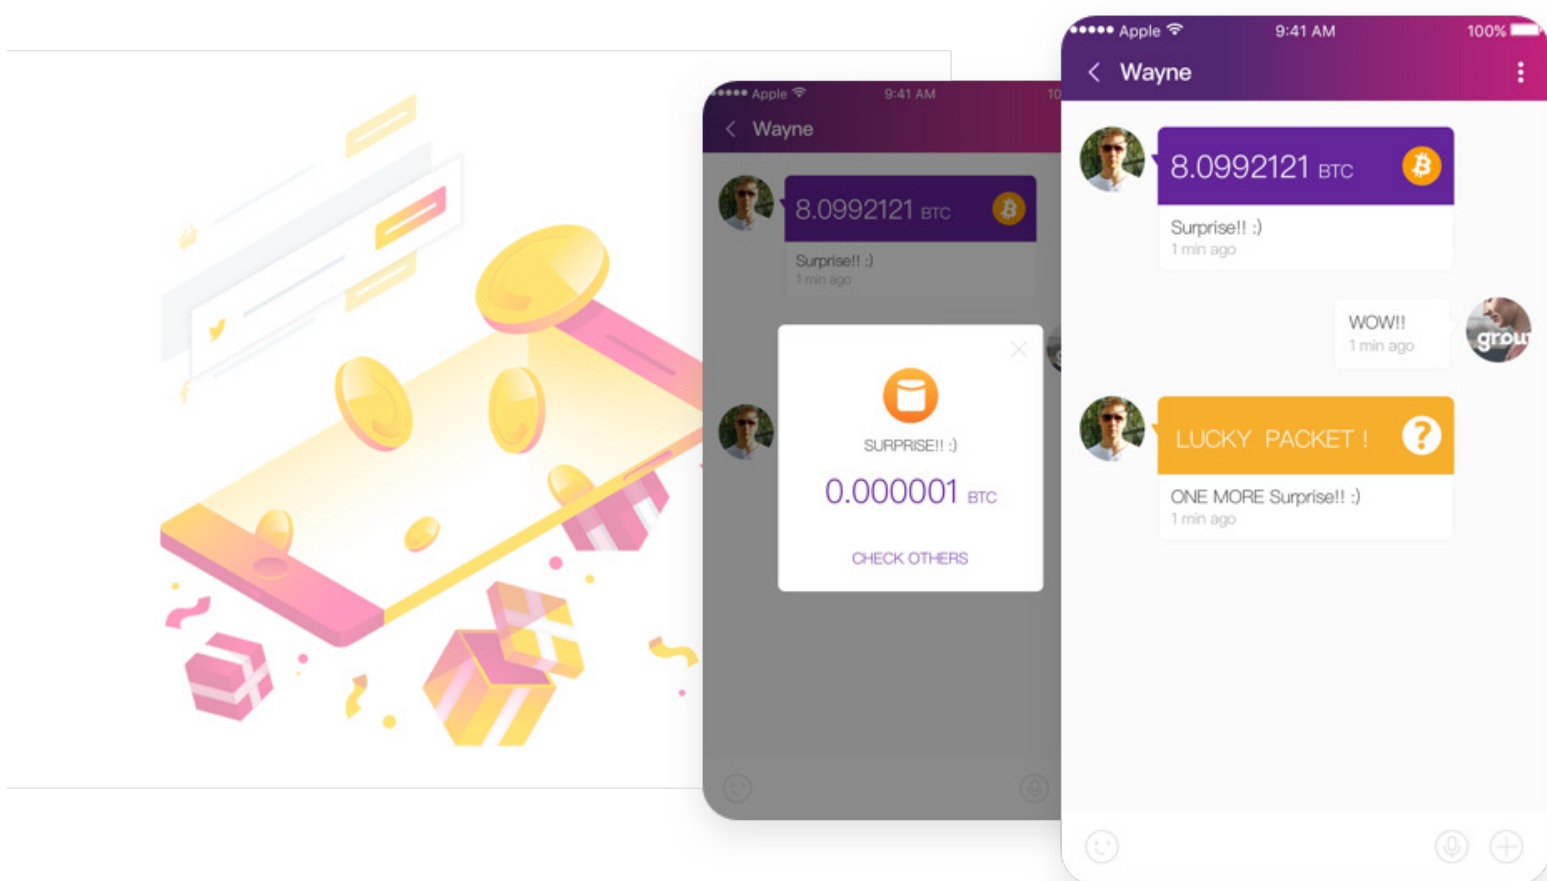 Apple
9:41 AM
Wayne
8.0992121 BTC
Surprise!! :)
1 min ago
SURPRISE!! :)
0.000001 BTC
CHECK OTHERS
Apple
9:41 AM
100%
Wayne
8.0992121 BTC
Surprise!! :)
1 min ago
WOW!!
1 min ago
LUCKY PACKET !
ONE MORE Surprise!! :)
1 min ago